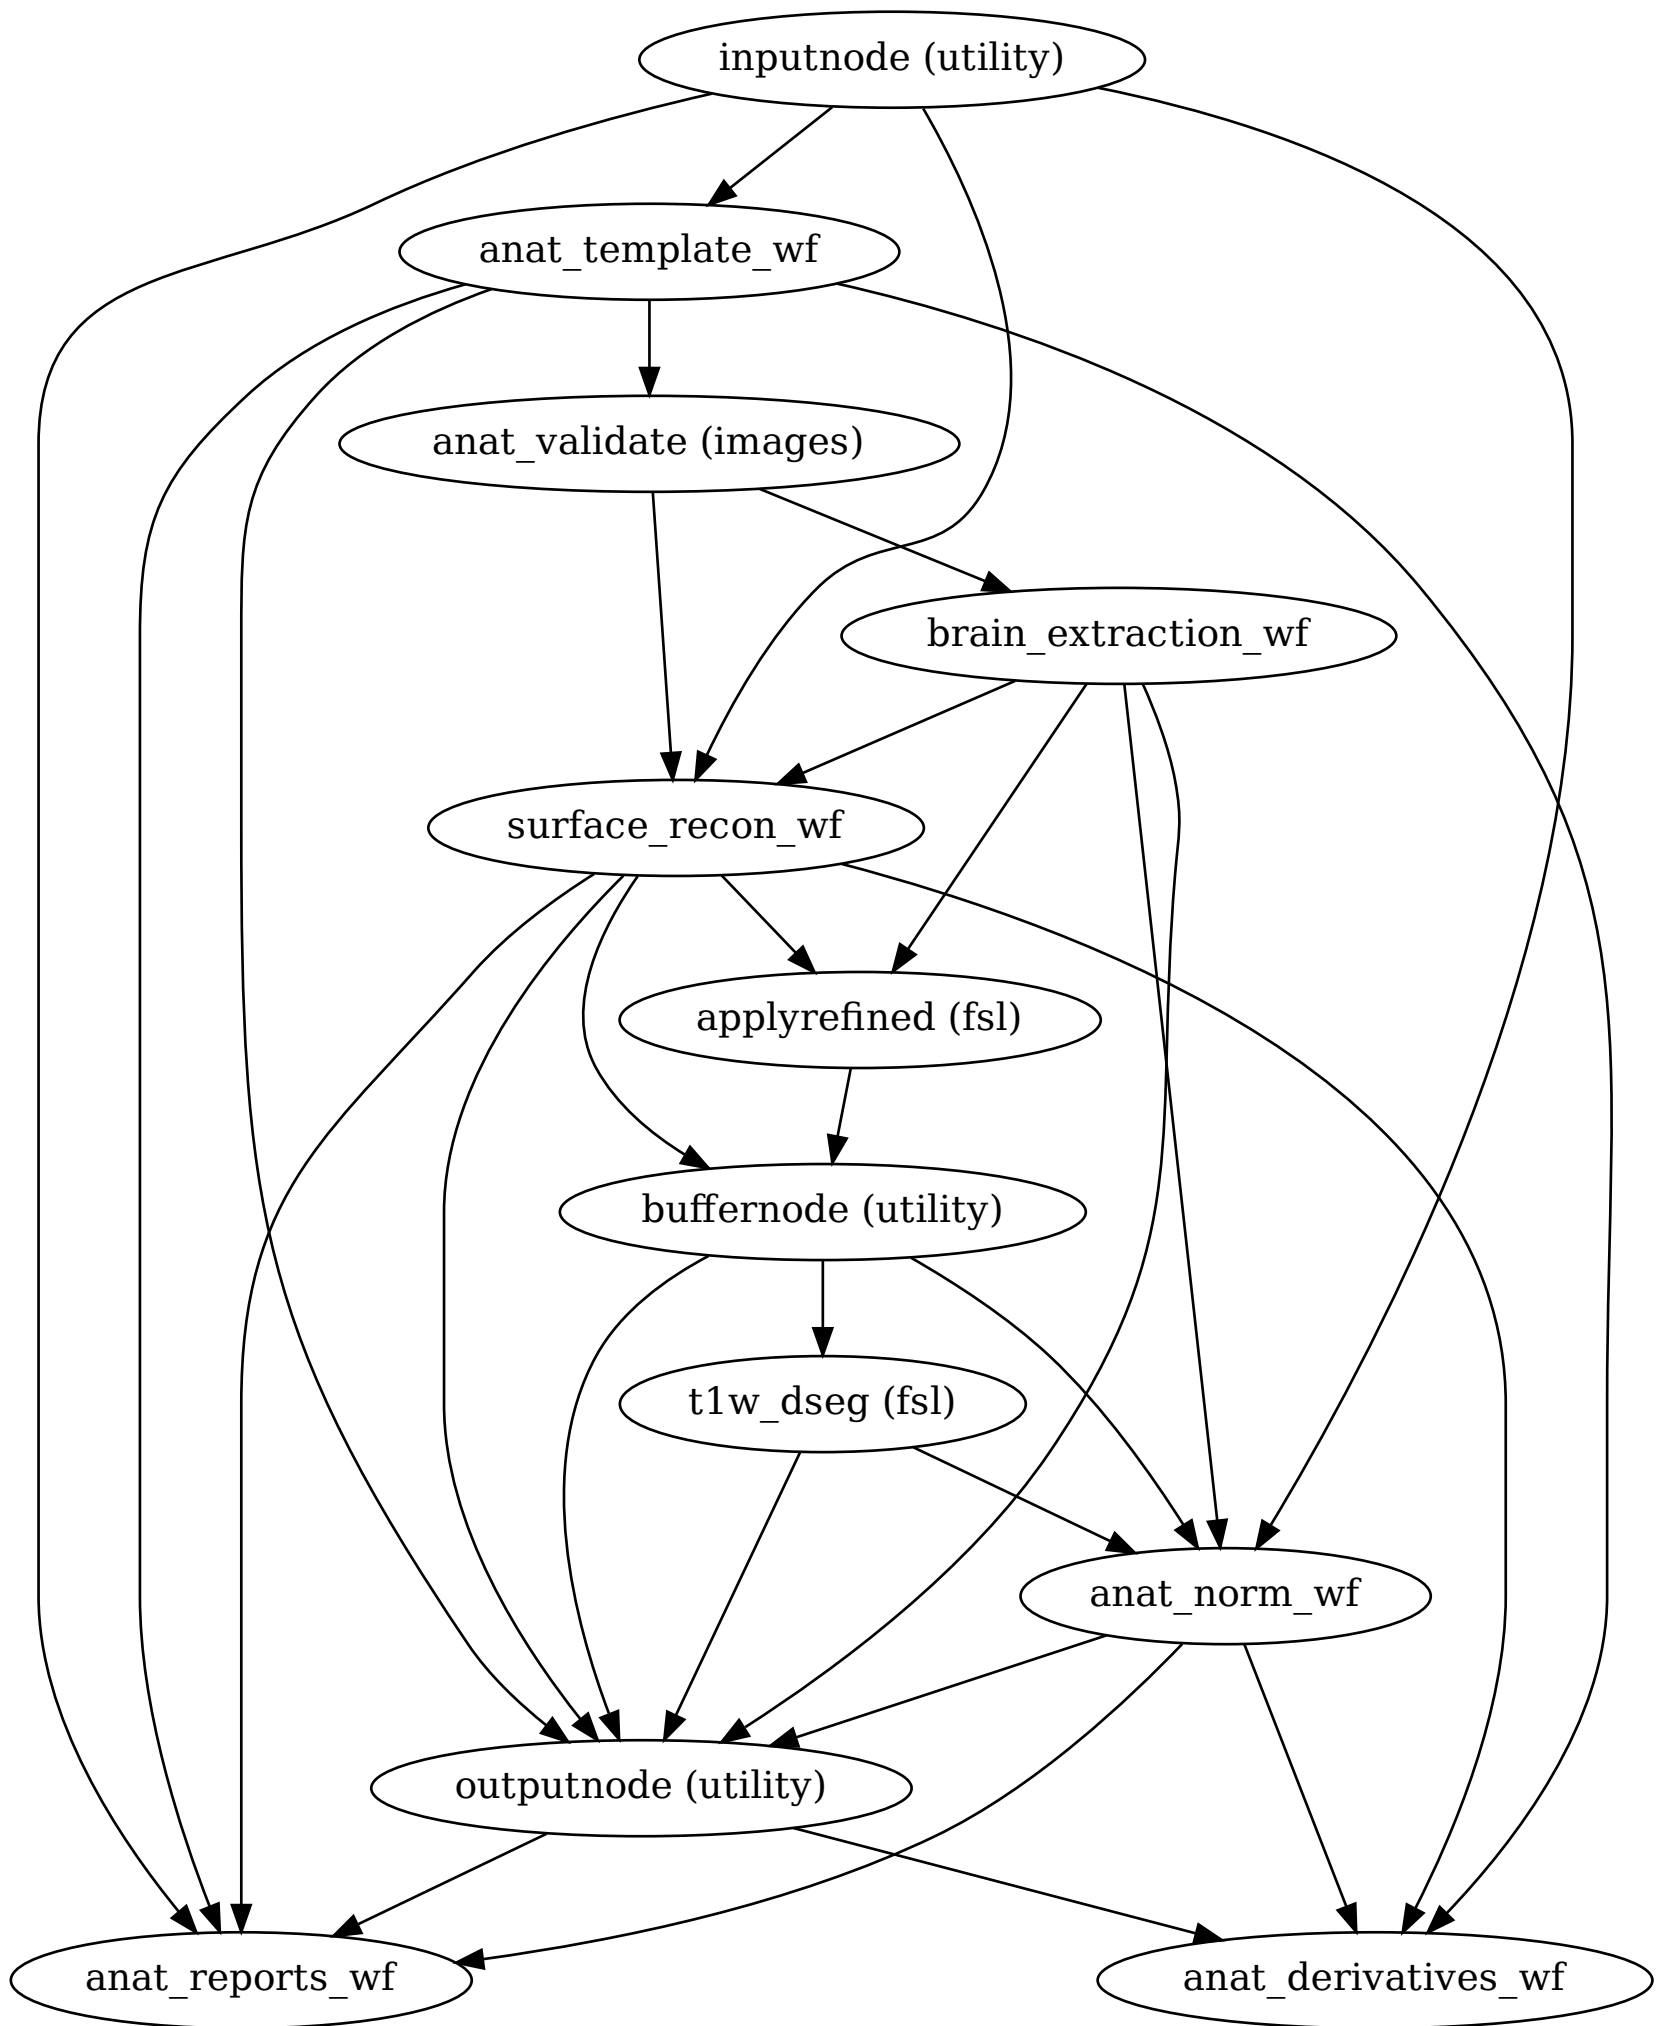 inputnode (utility)
anat_template_wf
anat_validate (images)
brain_extraction_wf
surface_recon_wf
applyrefined (fsl)
buffernode (utility)
t1w_dseg (fsl)
anat_norm_wf
outputnode (utility)
anat_reports_wf
anat_derivatives_wf